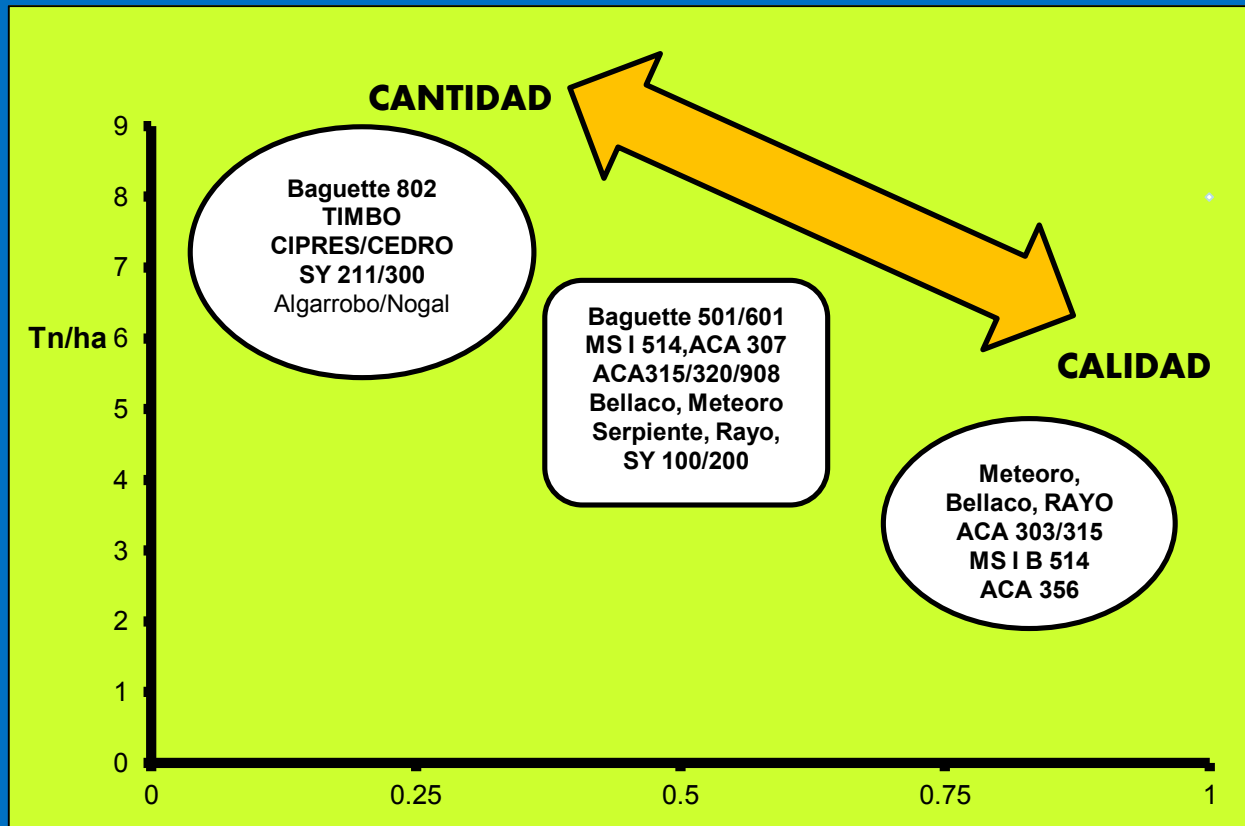 CANTIDAD
9
8
7
Tn/ha 6
5
4
3
2
1
0
Baguette 802
TIMBO
CIPRES/CEDRO
SY 211/300
Algarrobo/Nogal
Baguette 501/601
MS I 514,ACA 307
ACA315/320/908
Bellaco, Meteoro
Serpiente, Rayo,
SY 100/200
CALIDAD
Meteoro,
Bellaco, RAYO
ACA 303/315
MS I B 514
ACA 356
0 0.25 0.5 0.75 1